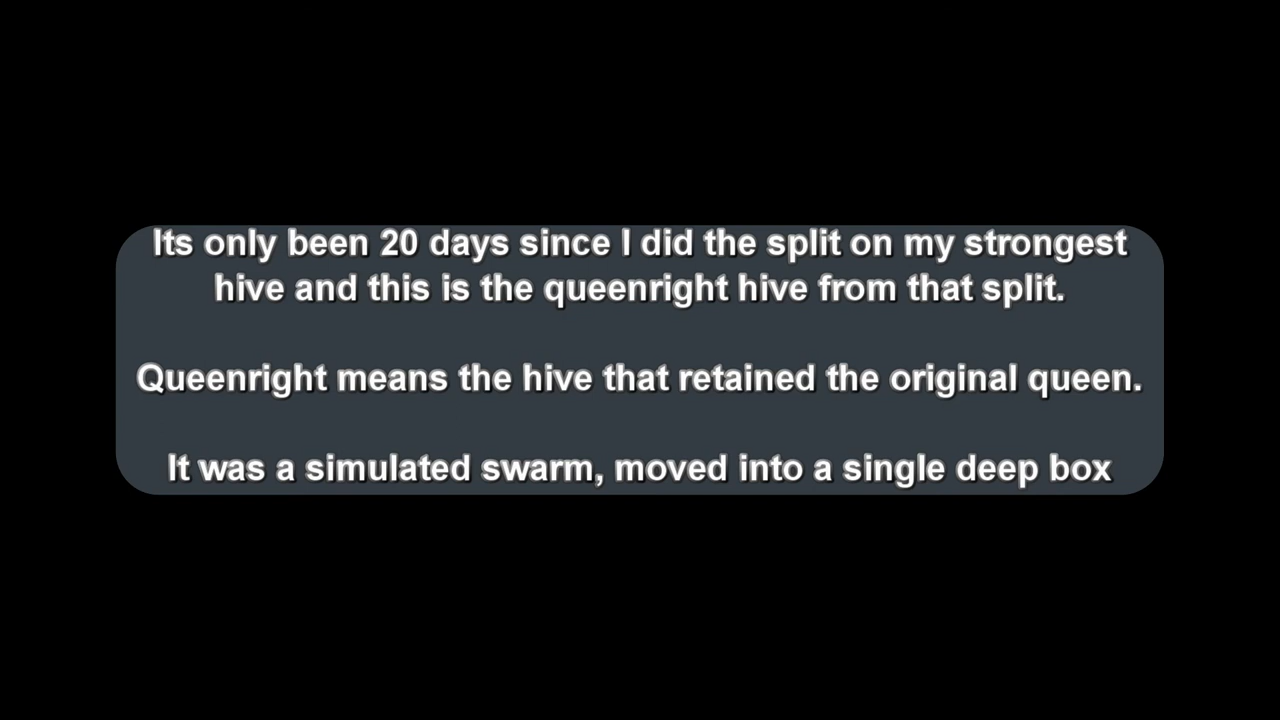 Its only been 20 days since I did the split on my strongest
hive and this is the queenright hive from that split.
Queenright means the hive that retained the original queen.
It was a simulated swarm, moved into a single deep box